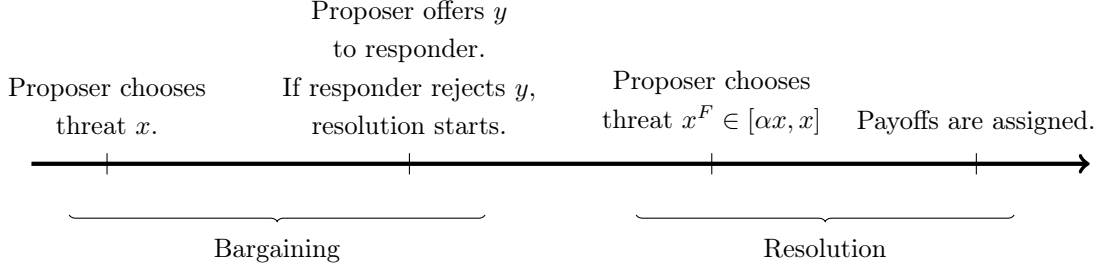 Proposer chooses
threat x.
Proposer offers y
to responder.
If responder rejects y,
resolution starts.
Proposer chooses
threat x^F ∈ [αx, x]
Payoffs are assigned.
Bargaining
Resolution